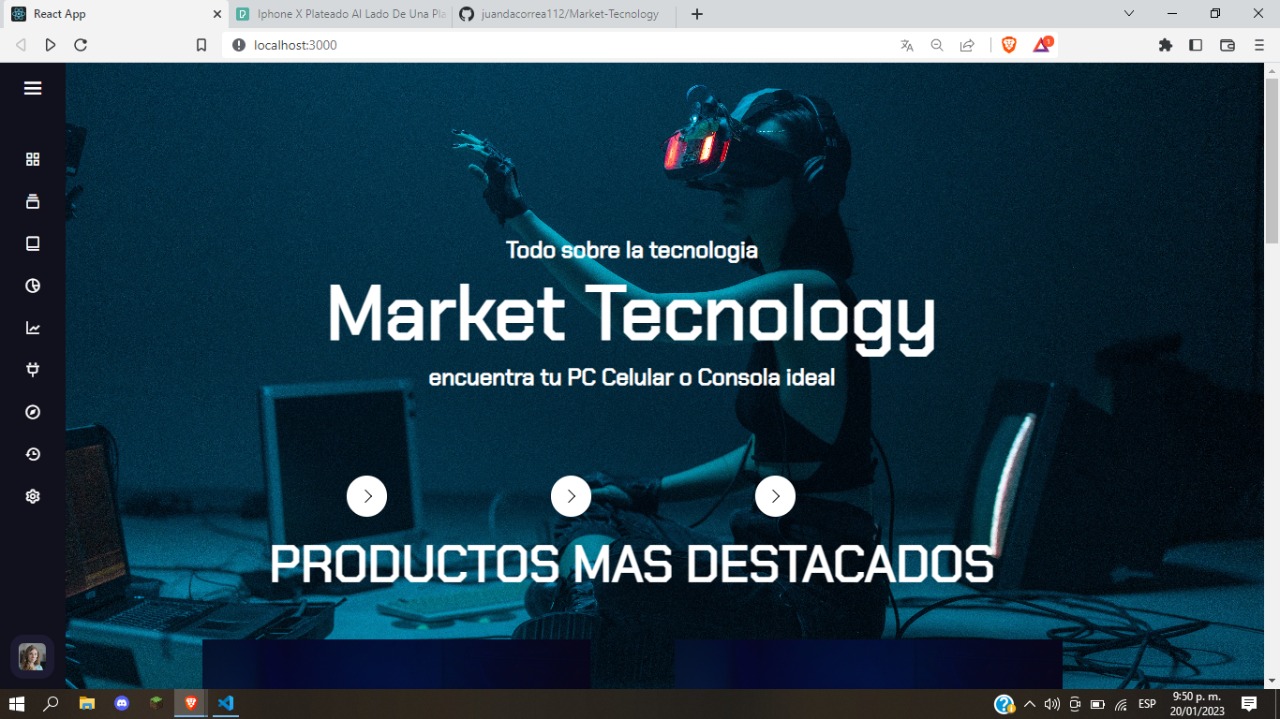 React App
Iphone X Plateado Al Lado De Una Pla
juandacorrea112/Market-Tecnology
localhost:3000
Todo sobre la tecnologia
Market Tecnology
encuentra tu PC Celular o Consola ideal
PRODUCTOS MAS DESTACADOS
ESP
9:50 p. m.
20/01/2023